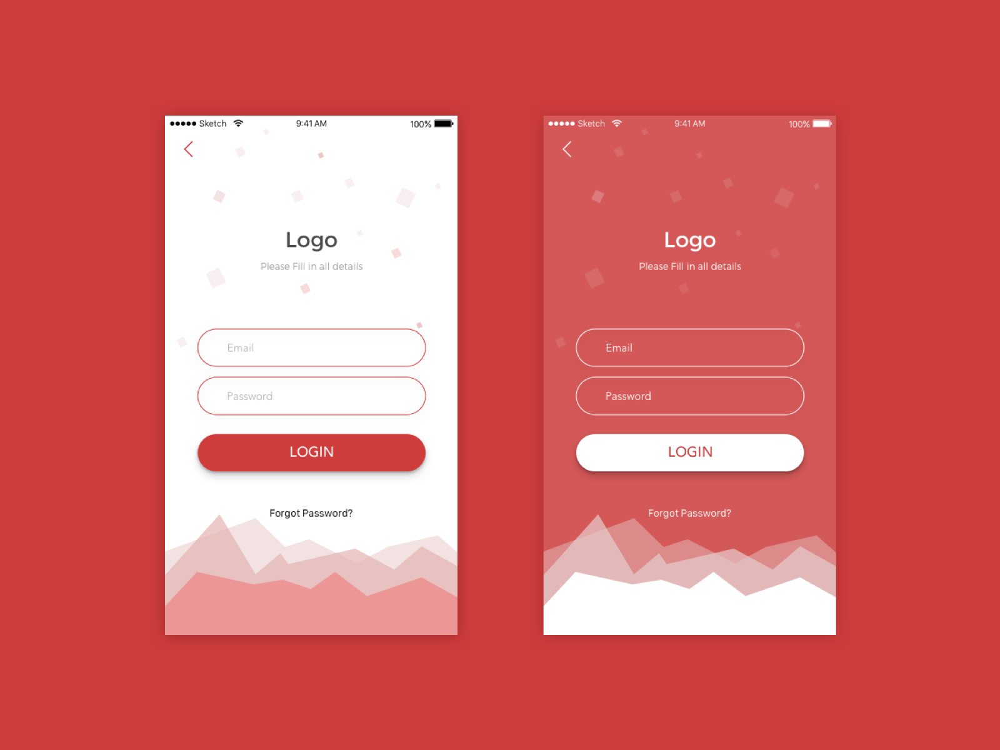 Sketch 9:41 AM 100%
Logo
Please Fill in all details
Email
Password
LOGIN
Forgot Password?
Sketch 9:41 AM 100%
Logo
Please Fill in all details
Email
Password
LOGIN
Forgot Password?